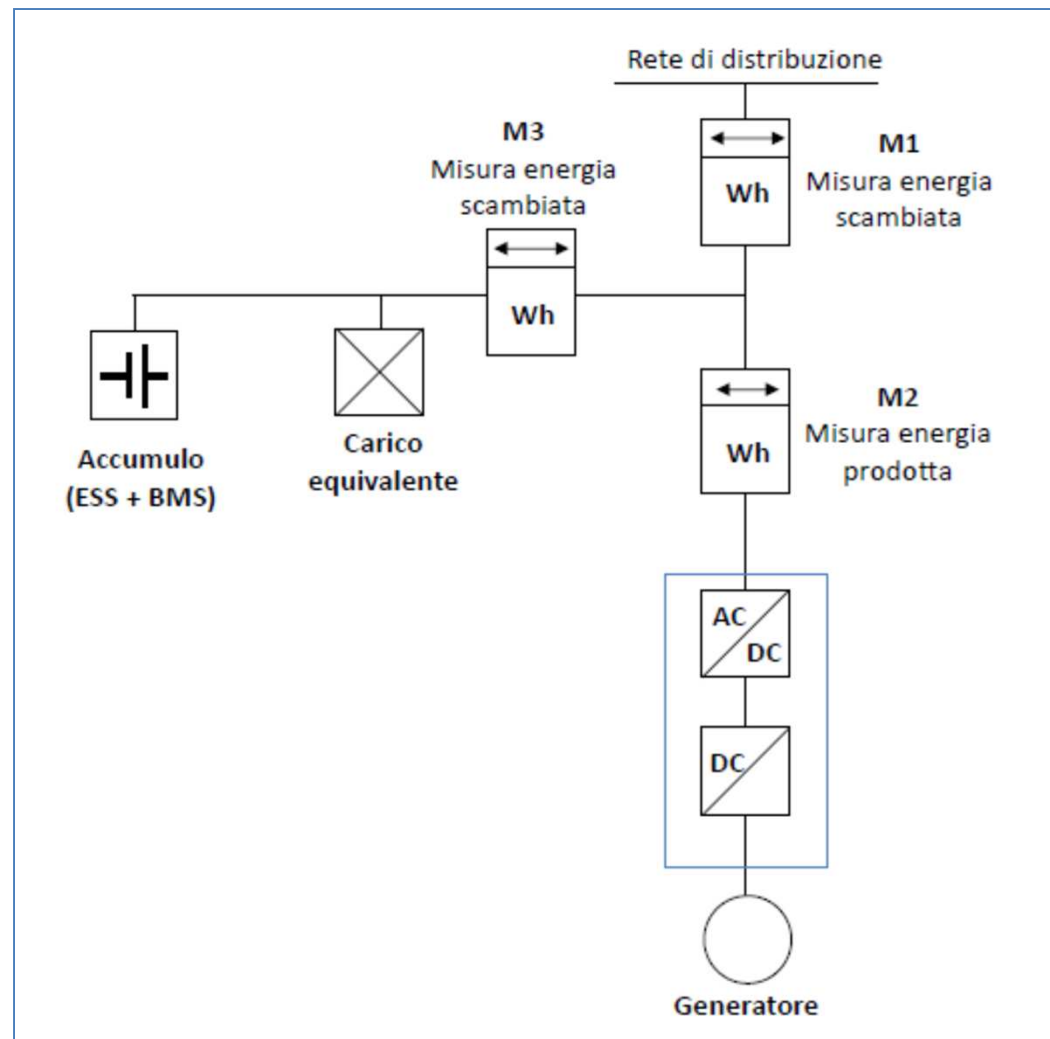 Rete di distribuzione
M3
Misura energia
scambiata
M1
Misura energia
scambiata
Wh
Wh
M2
Misura energia
prodotta
Wh
Accumulo
(ESS + BMS)
Carico
equivalente
AC
DC
DC
Generatore